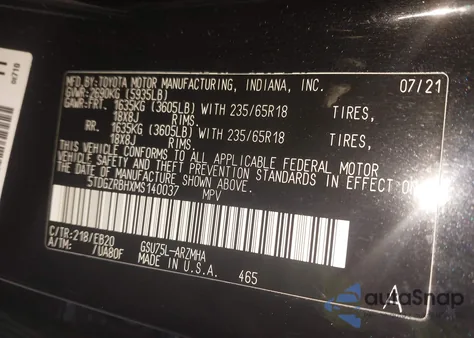 MFD. BY: TOYOTA MOTOR MANUFACTURING, INDIANA, INC. 07/21
GVWR: 2690KG (5935LB)
GAWR: FRT. 1635KG (3605LB) WITH 235/65R18 TIRES,
18X8J RIMS.
RR. 1635KG (3605LB) WITH 235/65R18 TIRES,
18X8J RIMS.
THIS VEHICLE CONFORMS TO ALL APPLICABLE FEDERAL MOTOR
VEHICLE SAFETY AND THEFT PREVENTION STANDARDS IN EFFECT ON
THE DATE OF MANUFACTURE SHOWN ABOVE.
5TDGZRBHXMS140037 MPV
C/TR: 218/EB20 GSU75L-ARZMHA
A/TM: /UA80F MADE IN U.S.A. 465
A
autoSnap